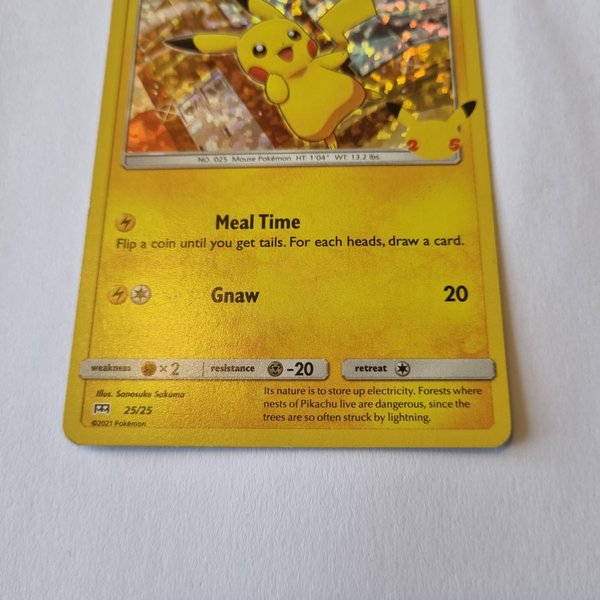 25
NO. 025 Mouse Pokémon HT: 1'04" WT: 13.2 lbs.
Meal Time
Flip a coin until you get tails. For each heads, draw a card.
Gnaw 20
weakness × 2 resistance -20 retreat
Illus. Sanosuke Sakuma
25/25
©2021 Pokémon
Its nature is to store up electricity. Forests where
nests of Pikachu live are dangerous, since the
trees are so often struck by lightning.